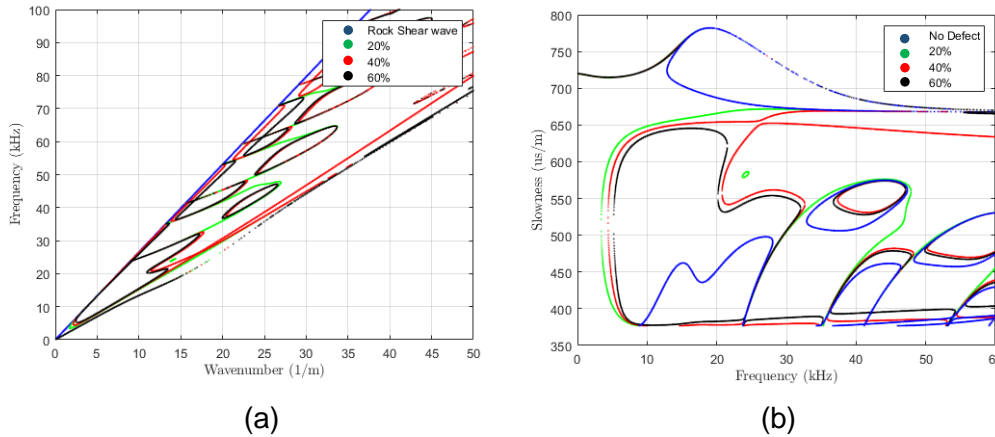 100
90
80
70
60
50
40
30
20
10
0
0 5 10 15 20 25 30 35 40 45 50
Frequency (kHz)
Wavenumber (1/m)
Rock Shear wave
20%
40%
60%
(a)
800
750
700
650
600
550
500
450
400
350
0 10 20 30 40 50 60
Slowness (us/m)
Frequency (kHz)
No Defect
20%
40%
60%
(b)